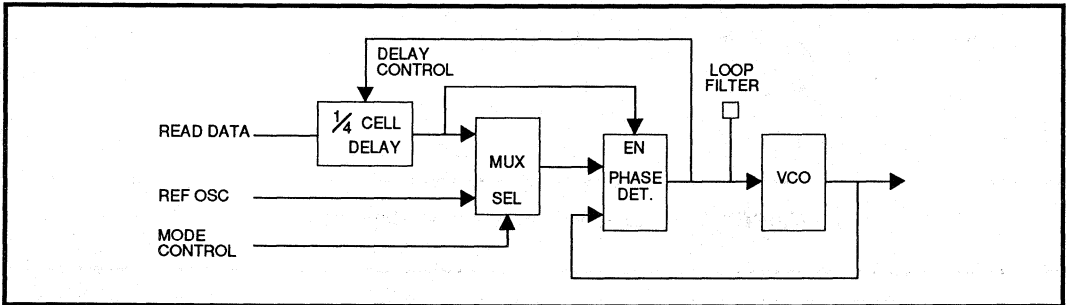 DELAY
CONTROL
LOOP
FILTER
READ DATA
1/4 CELL
DELAY
MUX
SEL
EN
PHASE
DET.
VCO
REF OSC
MODE
CONTROL